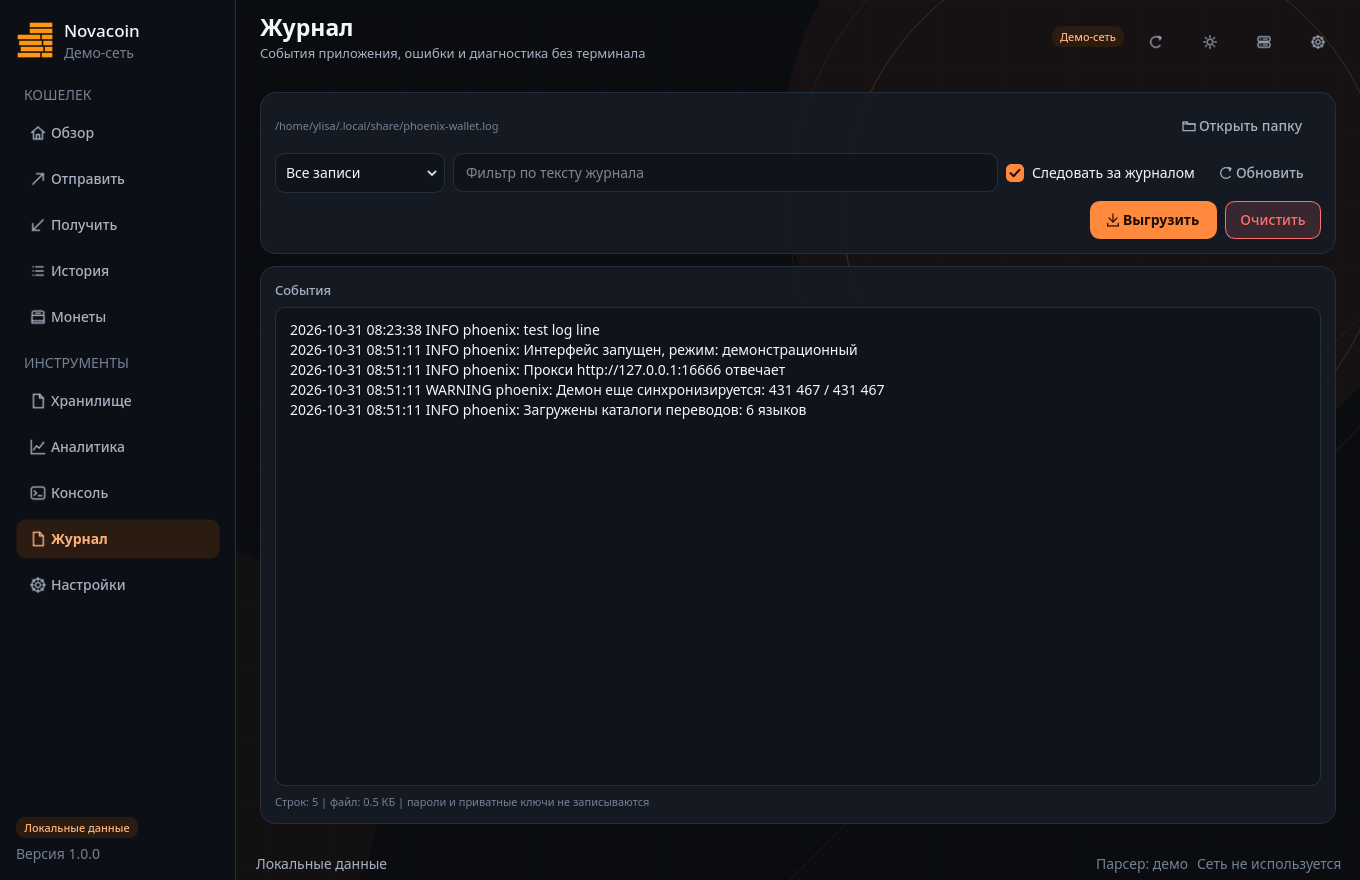 Novacoin
Демо-сеть
КОШЕЛЕК
Обзор
Отправить
Получить
История
Монеты
ИНСТРУМЕНТЫ
Хранилище
Аналитика
Консоль
Журнал
Настройки
Локальные данные
Версия 1.0.0
Журнал
События приложения, ошибки и диагностика без терминала
Демо-сеть
/home/ylisa/.local/share/phoenix-wallet.log
Открыть папку
Все записи
Фильтр по тексту журнала
Следовать за журналом
Обновить
Выгрузить
Очистить
События
2026-10-31 08:23:38 INFO phoenix: test log line
2026-10-31 08:51:11 INFO phoenix: Интерфейс запущен, режим: демонстрационный
2026-10-31 08:51:11 INFO phoenix: Прокси http://127.0.0.1:16666 отвечает
2026-10-31 08:51:11 WARNING phoenix: Демон еще синхронизируется: 431 467 / 431 467
2026-10-31 08:51:11 INFO phoenix: Загружены каталоги переводов: 6 языков
Строк: 5 | файл: 0.5 КБ | пароли и приватные ключи не записываются
Локальные данные
Парсер: демо Сеть не используется